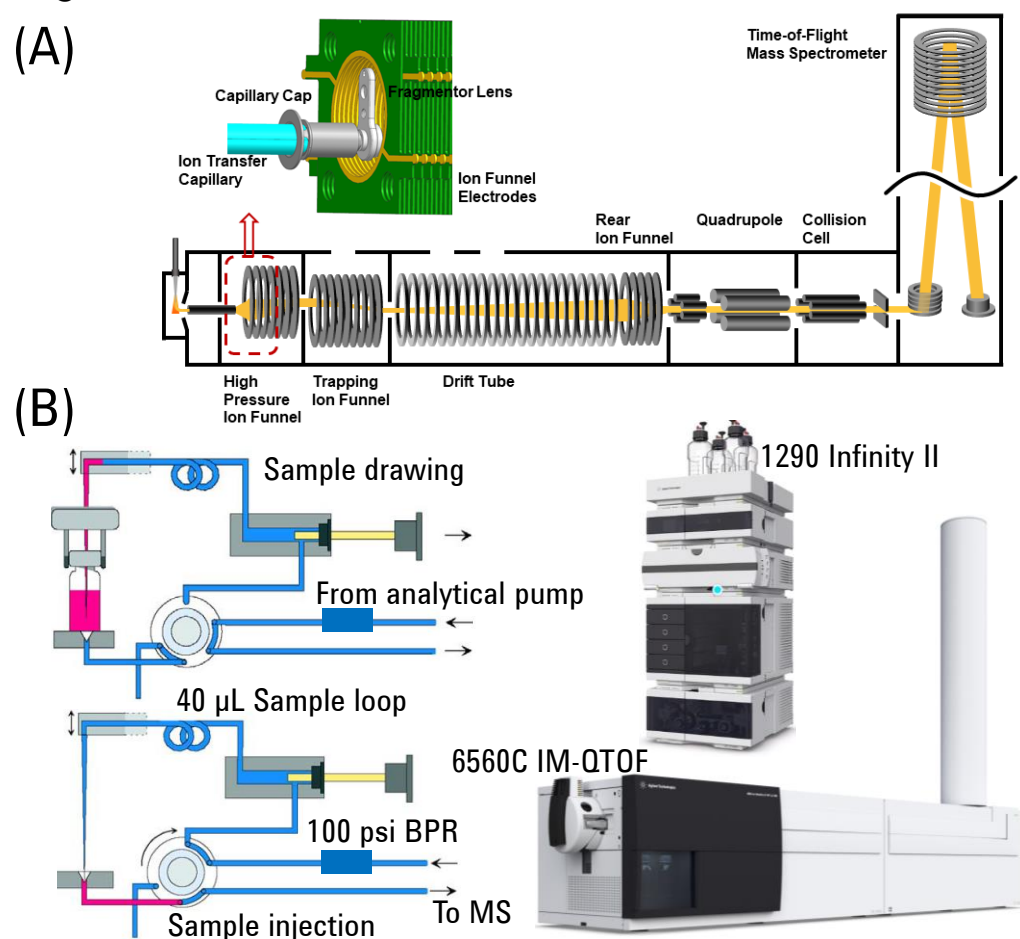 (A)
Time-of-Flight
Mass Spectrometer
Capillary Cap
Fragmentor Lens
Ion Transfer
Capillary
Ion Funnel
Electrodes
Rear
Ion Funnel
Quadrupole
Collision
Cell
High
Pressure
Ion Funnel
Trapping
Ion Funnel
Drift Tube
(B)
Sample drawing
1290 Infinity II
From analytical pump
40 µL Sample loop
6560C IM-QTOF
100 psi BPR
To MS
Sample injection